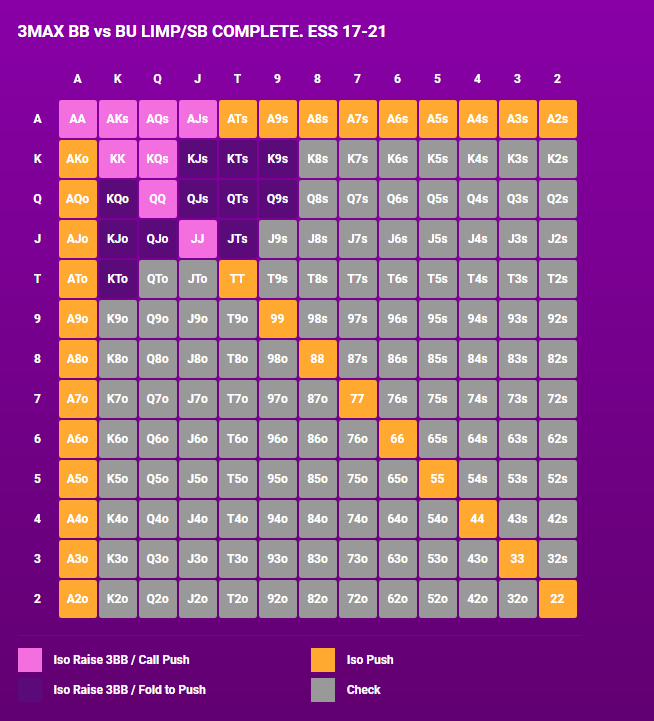 3MAX BB vs BU LIMP/SB COMPLETE. ESS 17-21
A K Q J T 9 8 7 6 5 4 3 2
A AA AKs AQs AJs ATs A9s A8s A7s A6s A5s A4s A3s A2s
K AKo KK KQs KJs KTs K9s K8s K7s K6s K5s K4s K3s K2s
Q AQo KQo QQ QJs QTs Q9s Q8s Q7s Q6s Q5s Q4s Q3s Q2s
J AJo KJo QJo JJ JTs J9s J8s J7s J6s J5s J4s J3s J2s
T ATo KTo QTo JTo TT T9s T8s T7s T6s T5s T4s T3s T2s
9 A9o K9o Q9o J9o T9o 99 98s 97s 96s 95s 94s 93s 92s
8 A8o K8o Q8o J8o T8o 98o 88 87s 86s 85s 84s 83s 82s
7 A7o K7o Q7o J7o T7o 97o 87o 77 76s 75s 74s 73s 72s
6 A6o K6o Q6o J6o T6o 96o 86o 76o 66 65s 64s 63s 62s
5 A5o K5o Q5o J5o T5o 95o 85o 75o 65o 55 54s 53s 52s
4 A4o K4o Q4o J4o T4o 94o 84o 74o 64o 54o 44 43s 42s
3 A3o K3o Q3o J3o T3o 93o 83o 73o 63o 53o 43o 33 32s
2 A2o K2o Q2o J2o T2o 92o 82o 72o 62o 52o 42o 32o 22
Iso Raise 3BB / Call Push Iso Push
Iso Raise 3BB / Fold to Push Check